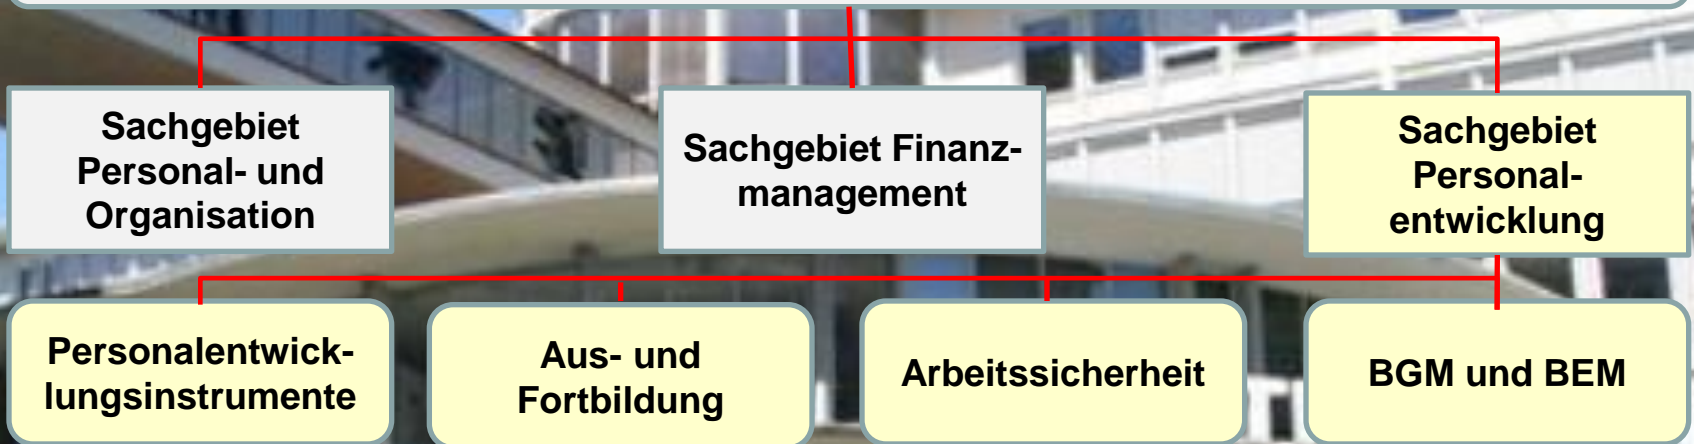 Sachgebiet
Personal- und
Organisation
Sachgebiet Finanz-
management
Sachgebiet
Personal-
entwicklung
Personalentwick-
lungsinstrumente
Aus- und
Fortbildung
Arbeitssicherheit
BGM und BEM